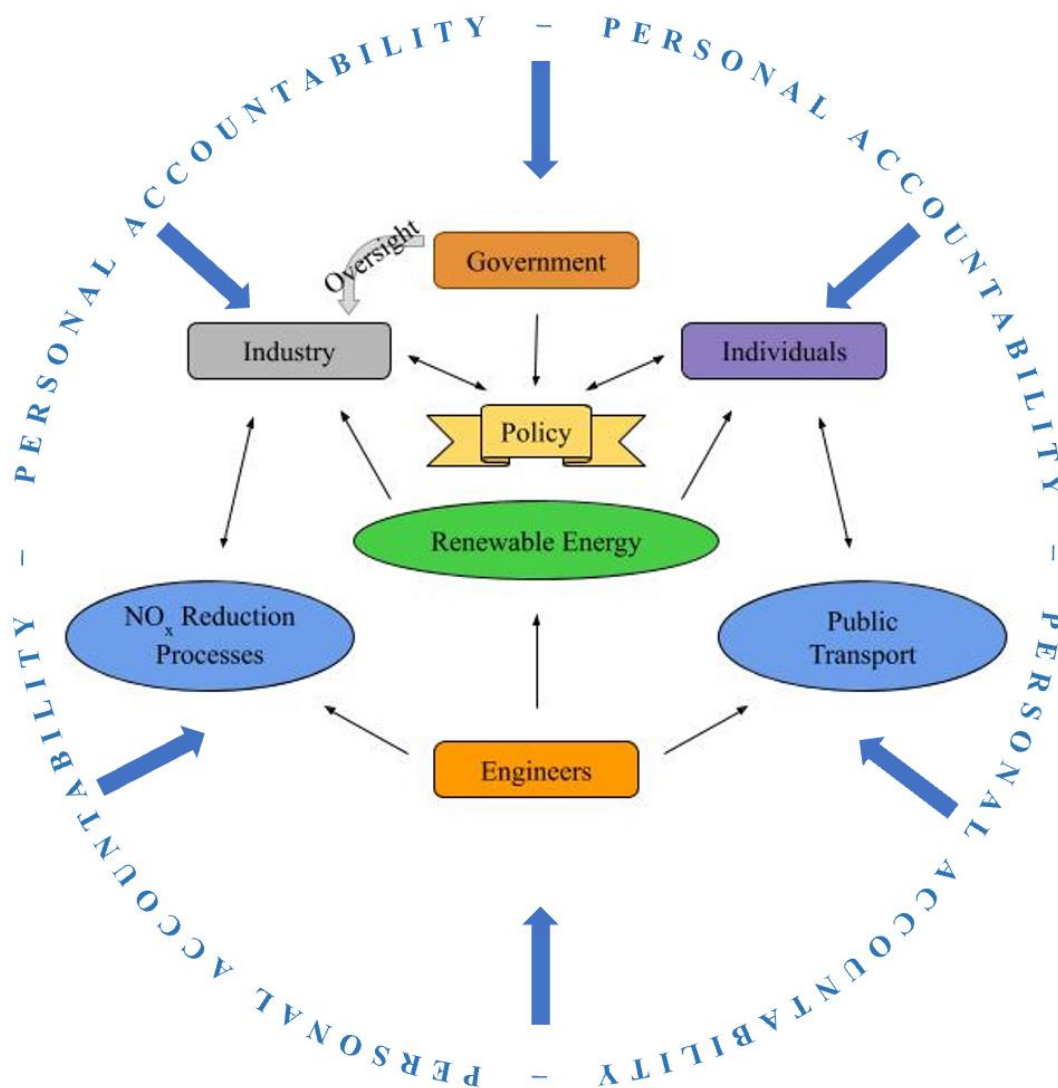 PERSONAL ACCOUNTABILITY –
PERSONAL ACCOUNTABILITY –
PERSONAL ACCOUNTABILITY –
PERSONAL ACCOUNTABILITY –
Oversight
Government
Industry
Individuals
Policy
Renewable Energy
NOₓ Reduction
Processes
Public
Transport
Engineers